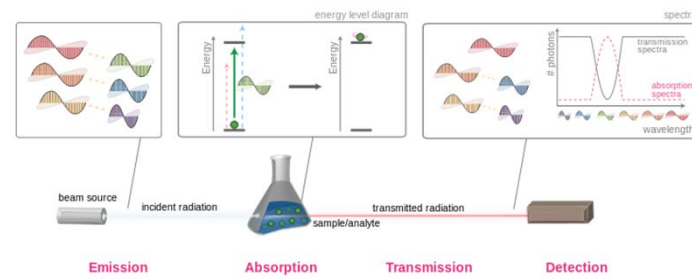 energy level diagram
spectra
Energy
Energy
# photons
transmission
spectra
absorption
spectra
wavelength
beam source
incident radiation
transmitted radiation
sample/analyte
Emission
Absorption
Transmission
Detection